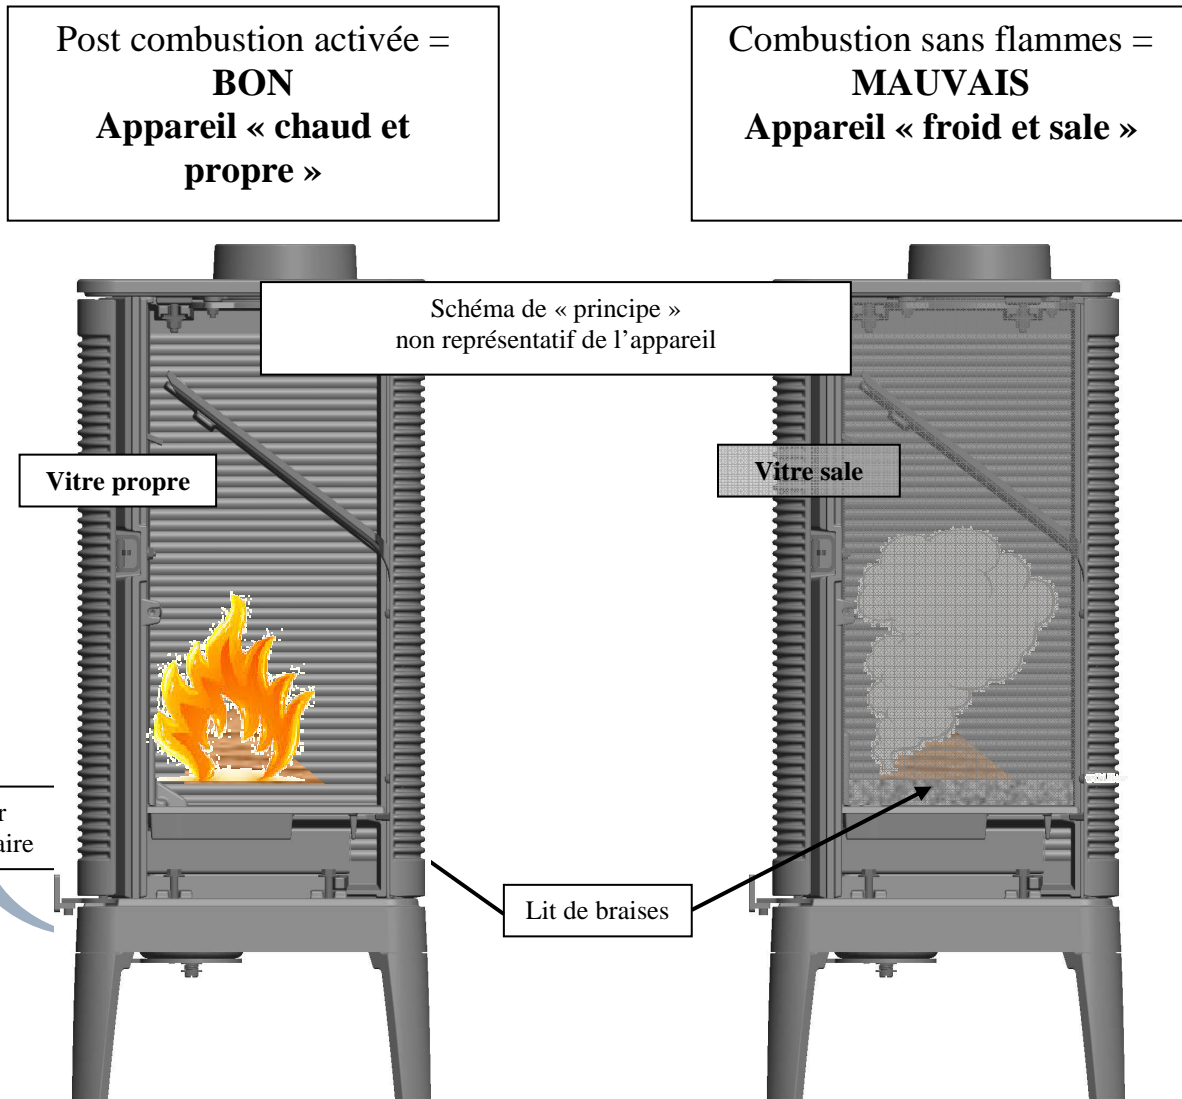 Post combustion activée =
BON
Appareil « chaud et
propre »
Combustion sans flammes =
MAUVAIS
Appareil « froid et sale »
Schéma de « principe »
non représentatif de l'appareil
Vitre propre
Vitre sale
r
aire
Lit de braises